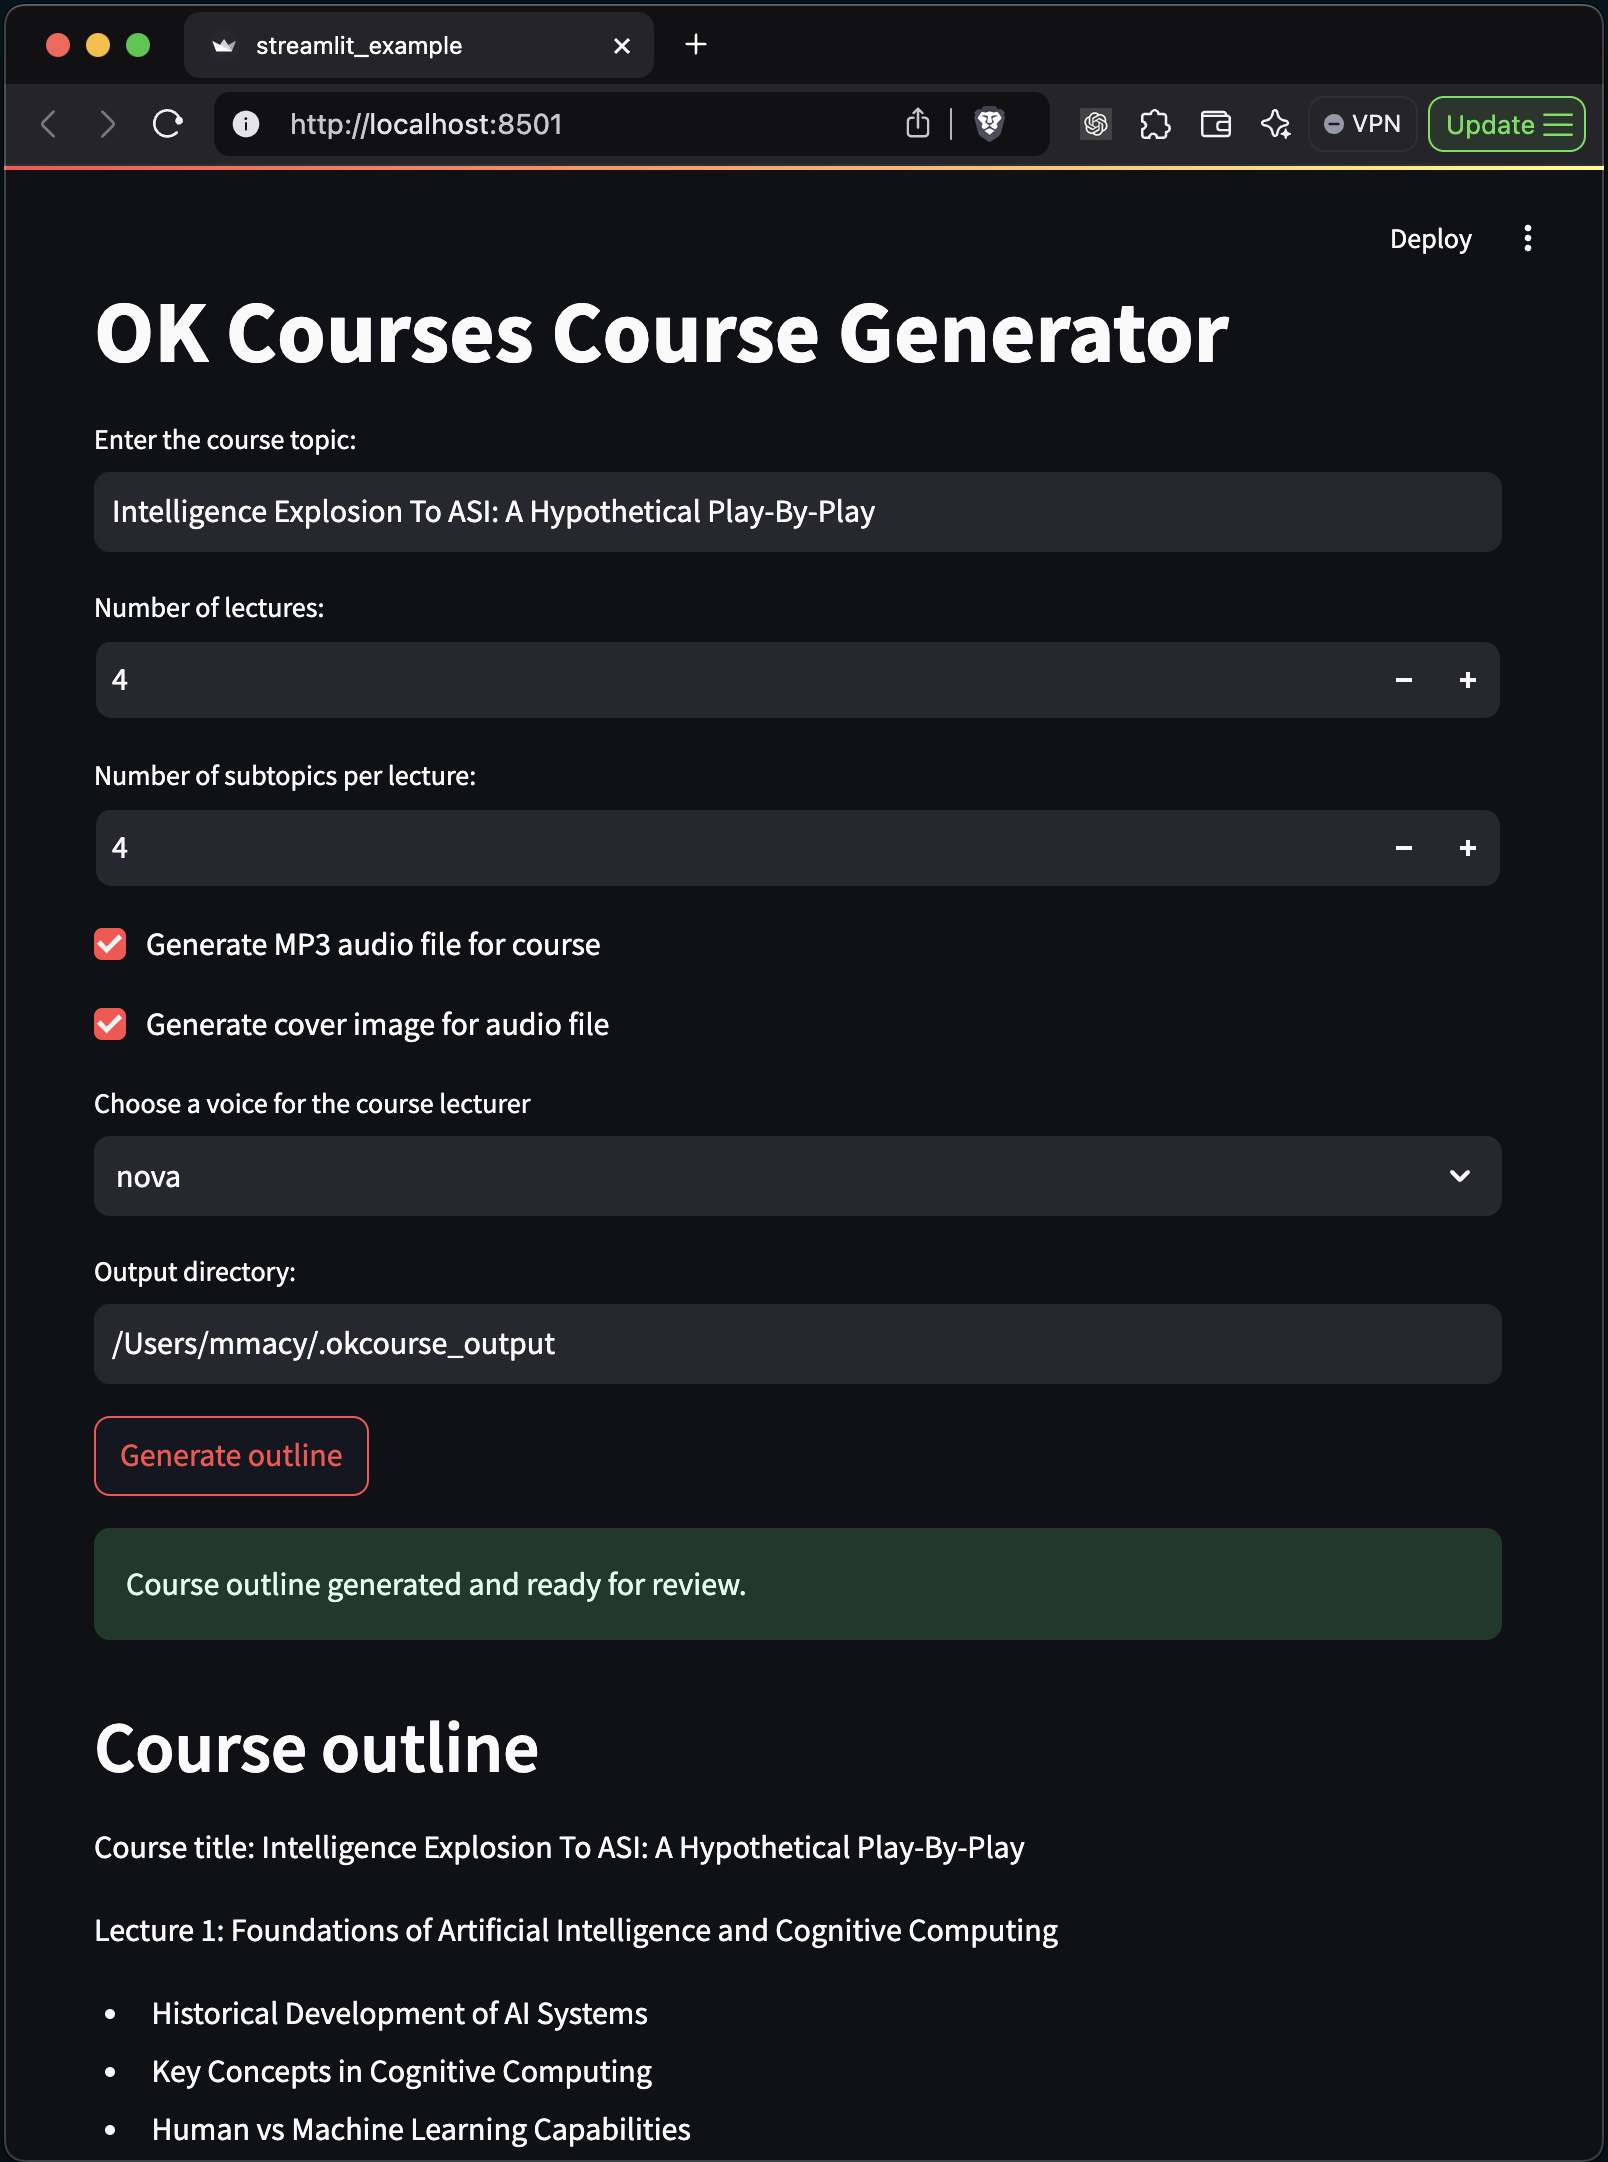 streamlit_example
http://localhost:8501
VPN
Update
Deploy
OK Courses Course Generator
Enter the course topic:
Intelligence Explosion To ASI: A Hypothetical Play-By-Play
Number of lectures:
4
Number of subtopics per lecture:
4
Generate MP3 audio file for course
Generate cover image for audio file
Choose a voice for the course lecturer
nova
Output directory:
/Users/mmacy/.okcourse_output
Generate outline
Course outline generated and ready for review.
Course outline
Course title: Intelligence Explosion To ASI: A Hypothetical Play-By-Play
Lecture 1: Foundations of Artificial Intelligence and Cognitive Computing
• Historical Development of AI Systems
• Key Concepts in Cognitive Computing
• Human vs Machine Learning Capabilities